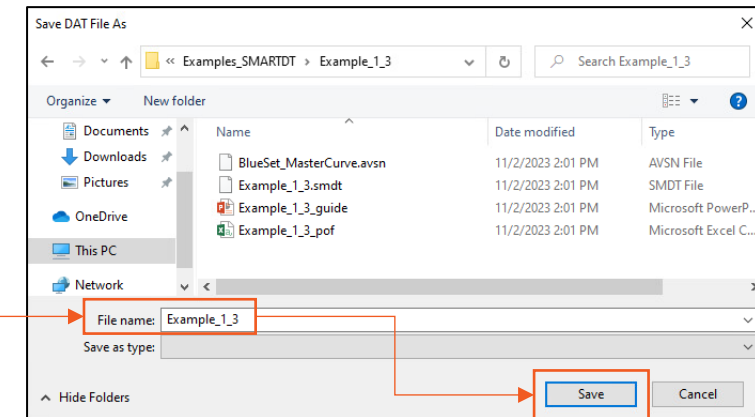 Save DAT File As
« Examples_SMARTDT › Example_1_3
Search Example_1_3
Organize
New folder
Documents
Downloads
Pictures
OneDrive
This PC
Network
Name
Date modified
Type
BlueSet_MasterCurve.avsn
11/2/2023 2:01 PM
AVSN File
Example_1_3.smdt
11/2/2023 2:01 PM
SMDT File
Example_1_3_guide
11/2/2023 2:01 PM
Microsoft PowerP...
Example_1_3_pof
11/2/2023 2:01 PM
Microsoft Excel C...
File name: Example_1_3
Save as type:
Hide Folders
Save
Cancel